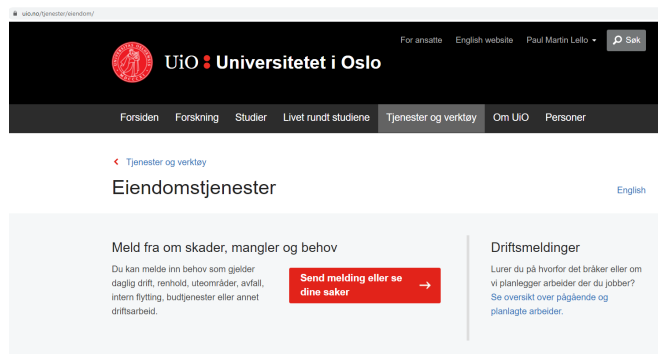 uio.no/tjenester/eiendom/
For ansatte English website Paul Martin Lello Søk
UiO Universitetet i Oslo
Forsiden Forskning Studier Livet rundt studiene Tjenester og verktøy Om UiO Personer
Tjenester og verktøy
Eiendomstjenester
English
Meld fra om skader, mangler og behov
Du kan melde inn behov som gjelder
daglig drift, renhold, uteområder, avfall,
intern flytting, budtjenester eller annet
driftsarbeid.
Send melding eller se
dine saker →
Driftsmeldinger
Lurer du på hvorfor det bråker eller om
vi planlegger arbeider der du jobber?
Se oversikt over pågående og
planlagte arbeider.